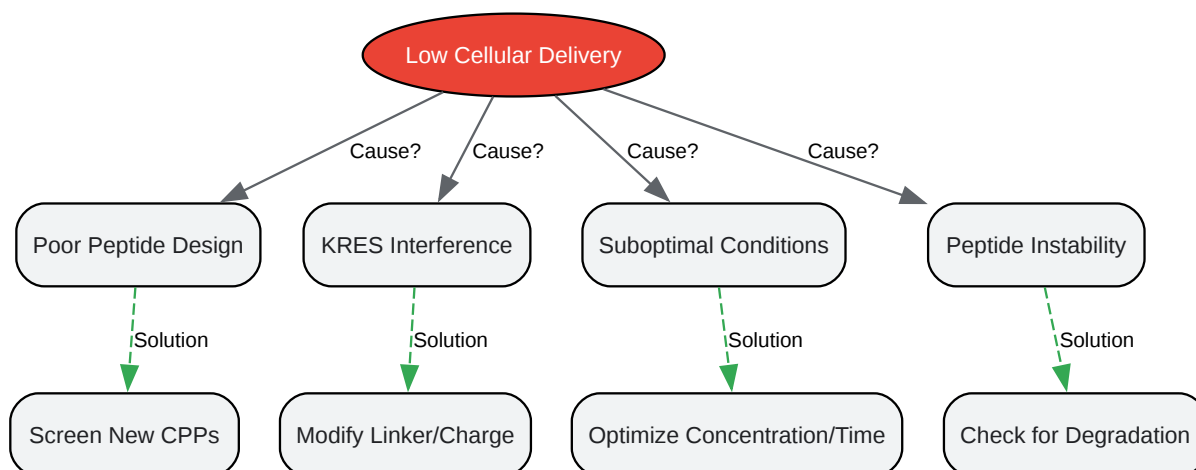 Low Cellular Delivery
Cause?
Cause?
Cause?
Cause?
Poor Peptide Design
KRES Interference
Suboptimal Conditions
Peptide Instability
Solution
Solution
Solution
Solution
Screen New CPPs
Modify Linker/Charge
Optimize Concentration/Time
Check for Degradation